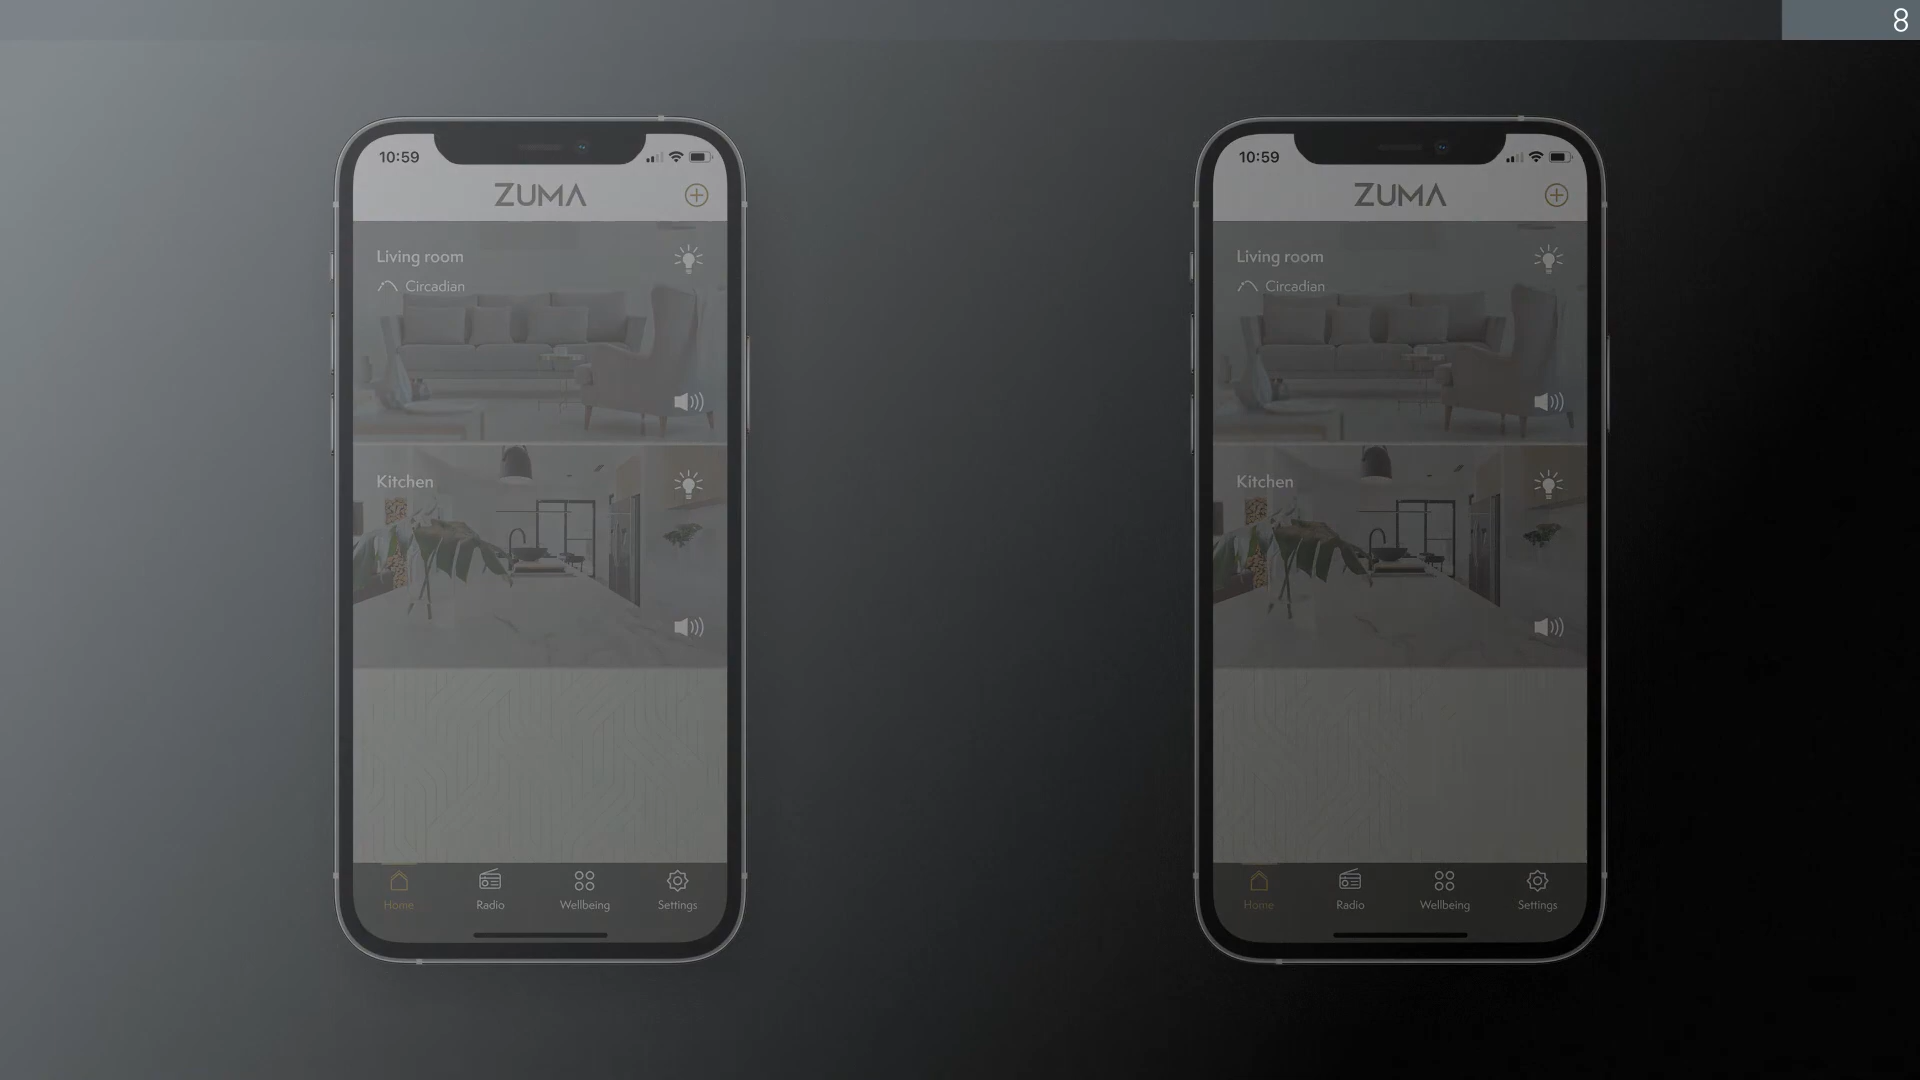 8
10:59
ZUMA
Living room
Circadian
Kitchen
Home
Radio
Wellbeing
Settings
10:59
ZUMA
Living room
Circadian
Kitchen
Home
Radio
Wellbeing
Settings